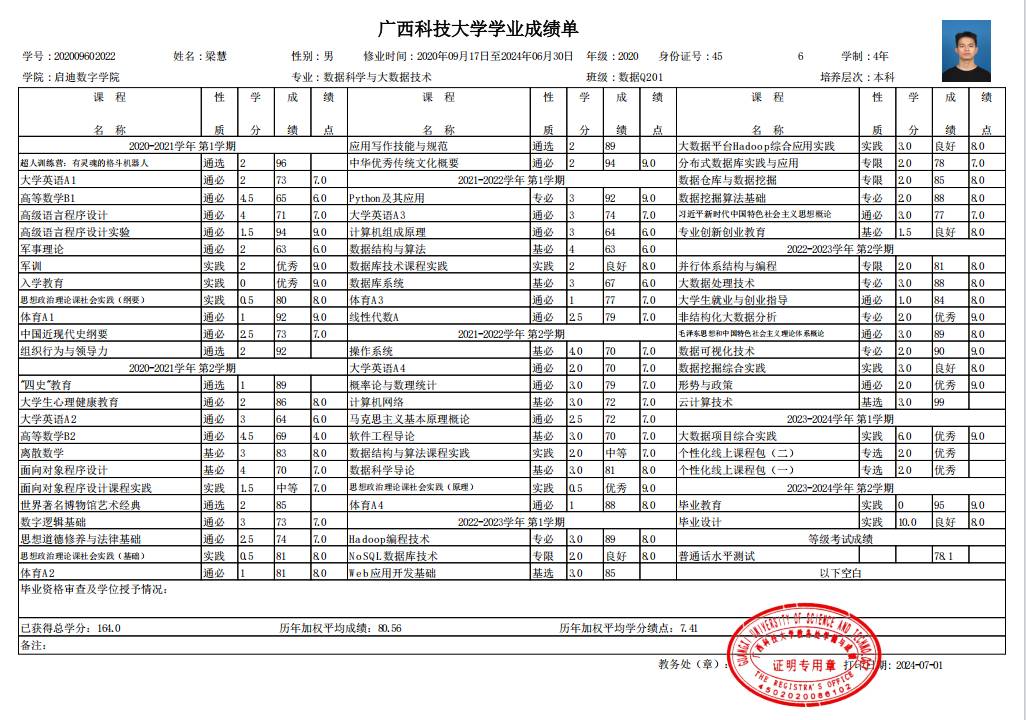 广西科技大学学业成绩单
学号：202009602022 姓名：梁慧 性别：男 修业时间：2020年09月17日至2024年06月30日 年级：2020 身份证号：45 6 学制：4年
学院：启迪数字学院 专业：数据科学与大数据技术 班级：数据Q201 培养层次：本科
课程名称 性质 学分 成绩 绩点 课程名称 性质 学分 成绩 绩点 课程名称 性质 学分 成绩 绩点
2020-2021学年 第1学期
超人训练营：有灵魂的格斗机器人 通选 2 96
大学英语A1 通必 2 73 7.0
高等数学B1 通必 4.5 65 6.0
高级语言程序设计 通必 4 71 7.0
高级语言程序设计实验 通必 1.5 94 9.0
军事理论 通必 2 63 6.0
军训 实践 2 优秀 9.0
入学教育 实践 0 优秀 9.0
思想政治理论课社会实践（纲要） 实践 0.5 80 8.0
体育A1 通必 1 92 9.0
中国近现代史纲要 通必 2.5 73 7.0
组织行为与领导力 通选 2 92
2020-2021学年 第2学期
"四史"教育 通选 1 89
大学生心理健康教育 通必 2 86 8.0
大学英语A2 通必 3 64 6.0
高等数学B2 通必 4.5 69 4.0
离散数学 基必 3 83 8.0
面向对象程序设计 基必 4 70 7.0
面向对象程序设计课程实践 实践 1.5 中等 7.0
世界著名博物馆艺术经典 通选 2 85
数字逻辑基础 通必 3 73 7.0
思想道德修养与法律基础 通必 2.5 74 7.0
思想政治理论课社会实践（基础） 实践 0.5 81 8.0
体育A2 通必 1 81 8.0
应用写作技能与规范 通选 2 89
中华优秀传统文化概要 通必 2 94 9.0
2021-2022学年 第1学期
Python及其应用 专必 3 92 9.0
大学英语A3 通必 3 74 7.0
计算机组成原理 通必 3 64 6.0
数据结构与算法 基必 4 63 6.0
数据库技术课程实践 实践 2 良好 8.0
数据库系统 基必 3 67 6.0
体育A3 通必 1 77 7.0
线性代数A 通必 2.5 79 7.0
2021-2022学年 第2学期
操作系统 基必 4.0 70 7.0
大学英语A4 通必 2.0 70 7.0
概率论与数理统计 通必 3.0 79 7.0
计算机网络 基必 3.0 72 7.0
马克思主义基本原理概论 通必 2.5 72 7.0
软件工程导论 基必 3.0 70 7.0
数据结构与算法课程实践 实践 2.0 中等 7.0
数据科学导论 基必 3.0 81 8.0
思想政治理论课社会实践（原理） 实践 0.5 优秀 9.0
体育A4 通必 1 88 8.0
2022-2023学年 第1学期
Hadoop编程技术 专必 3.0 89 8.0
NoSQL数据库技术 专限 2.0 良好 8.0
Web应用开发基础 基选 3.0 85
大数据平台Hadoop综合应用实践 实践 3.0 良好 8.0
分布式数据库实践与应用 专限 2.0 78 7.0
数据仓库与数据挖掘 专限 2.0 85 8.0
数据挖掘算法基础 专必 2.0 88 8.0
习近平新时代中国特色社会主义思想概论 通必 3.0 77 7.0
专业创新创业教育 基必 1.5 良好 8.0
2022-2023学年 第2学期
并行体系结构与编程 专限 2.0 81 8.0
大数据处理技术 专必 3.0 88 8.0
大学生就业与创业指导 通必 1.0 84 8.0
非结构化大数据分析 专必 2.0 优秀 9.0
毛泽东思想和中国特色社会主义理论体系概论 通必 3.0 89 8.0
数据可视化技术 专必 2.0 90 9.0
数据挖掘综合实践 实践 3.0 良好 8.0
形势与政策 通必 2.0 优秀 9.0
云计算技术 基选 3.0 99
2023-2024学年 第1学期
大数据项目综合实践 实践 6.0 优秀 9.0
个性化线上课程包（二） 专选 2.0 优秀
个性化线上课程包（一） 专选 2.0 优秀
2023-2024学年 第2学期
毕业教育 实践 0 95 9.0
毕业设计 实践 10.0 良好 8.0
等级考试成绩
普通话水平测试 78.1
以下空白
毕业资格审查及学位授予情况：
已获得总学分：164.0 历年加权平均成绩：80.56 历年加权平均学分绩点：7.41
备注：
教务处（章）： 打印日期：2024-07-01
GUANGXI UNIVERSITY OF SCIENCE AND TECHNOLOGY
证明专用章
THE REGISTRA'S OFFICE
4502020086102